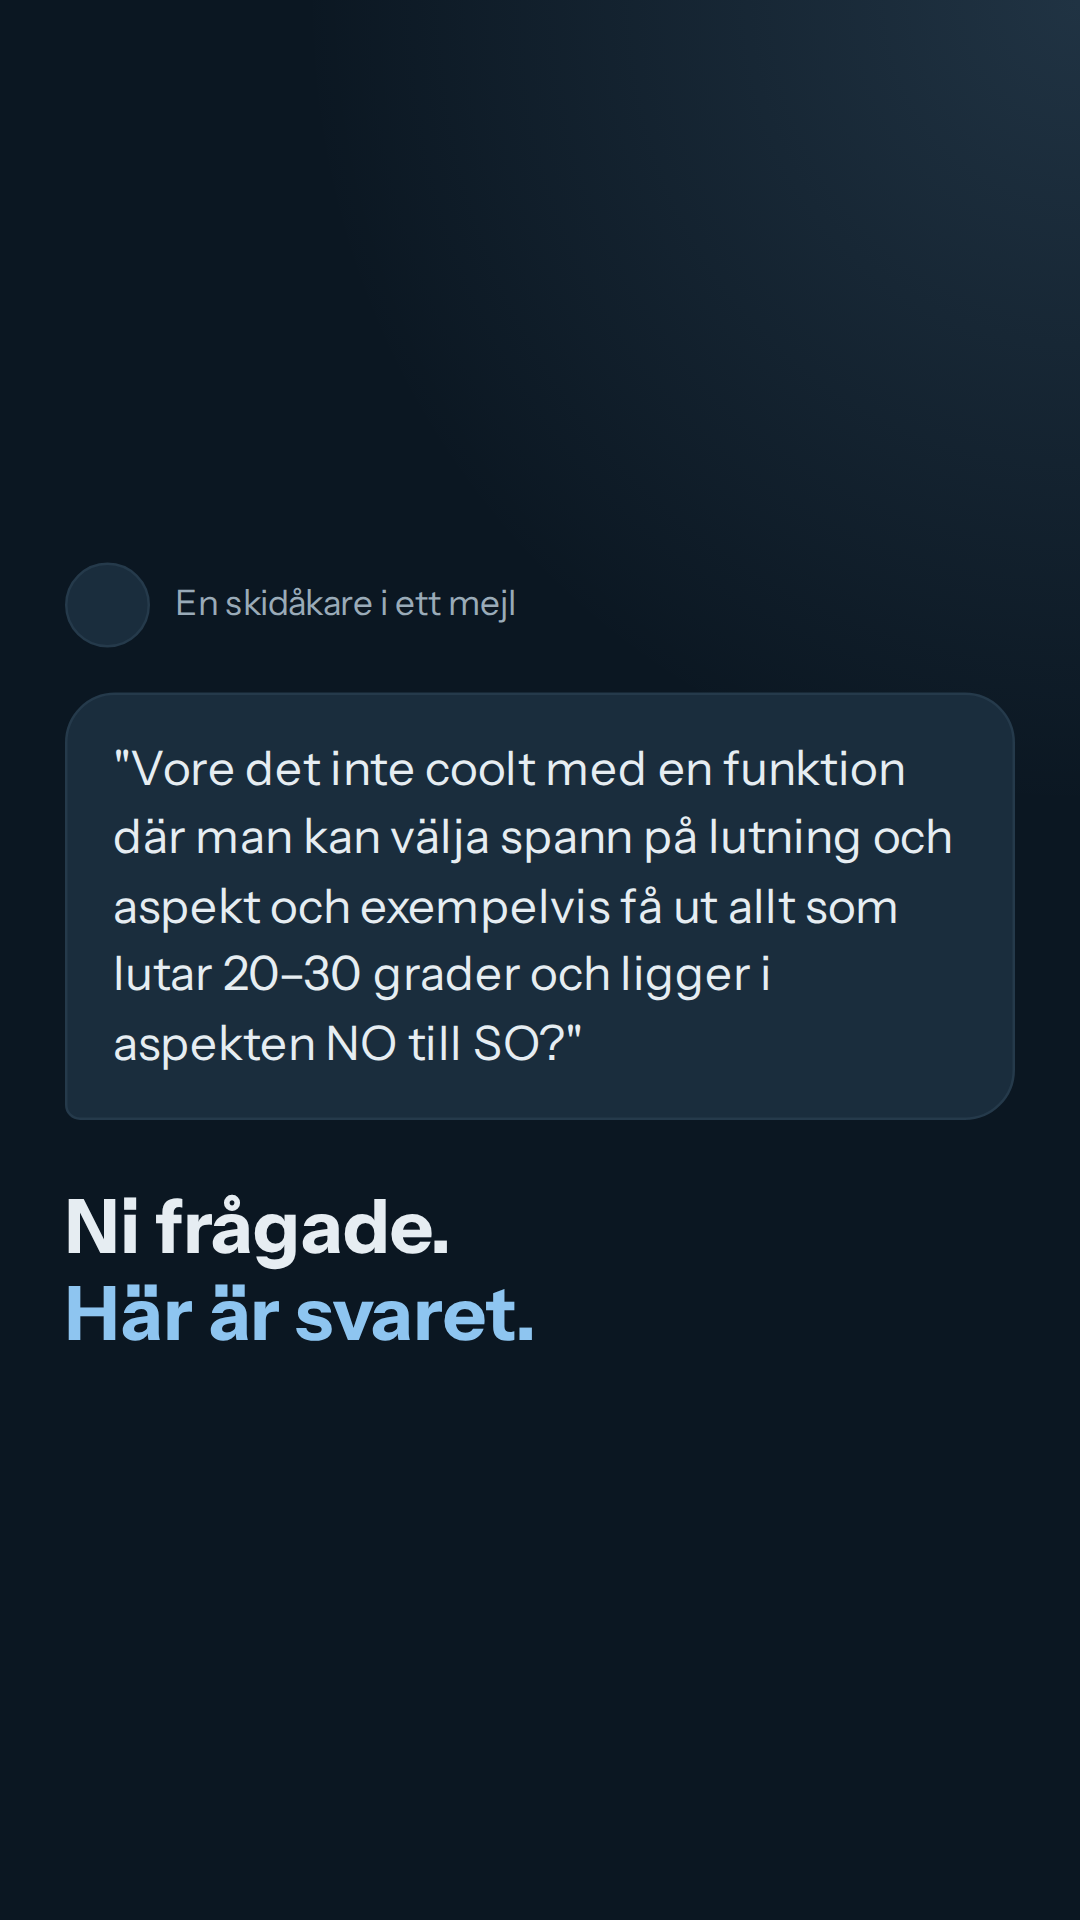 En skidåkare i ett mejl
"Vore det inte coolt med en funktion
där man kan välja spann på lutning och
aspekt och exempelvis få ut allt som
lutar 20–30 grader och ligger i
aspekten NO till SO?"
Ni frågade.
Här är svaret.